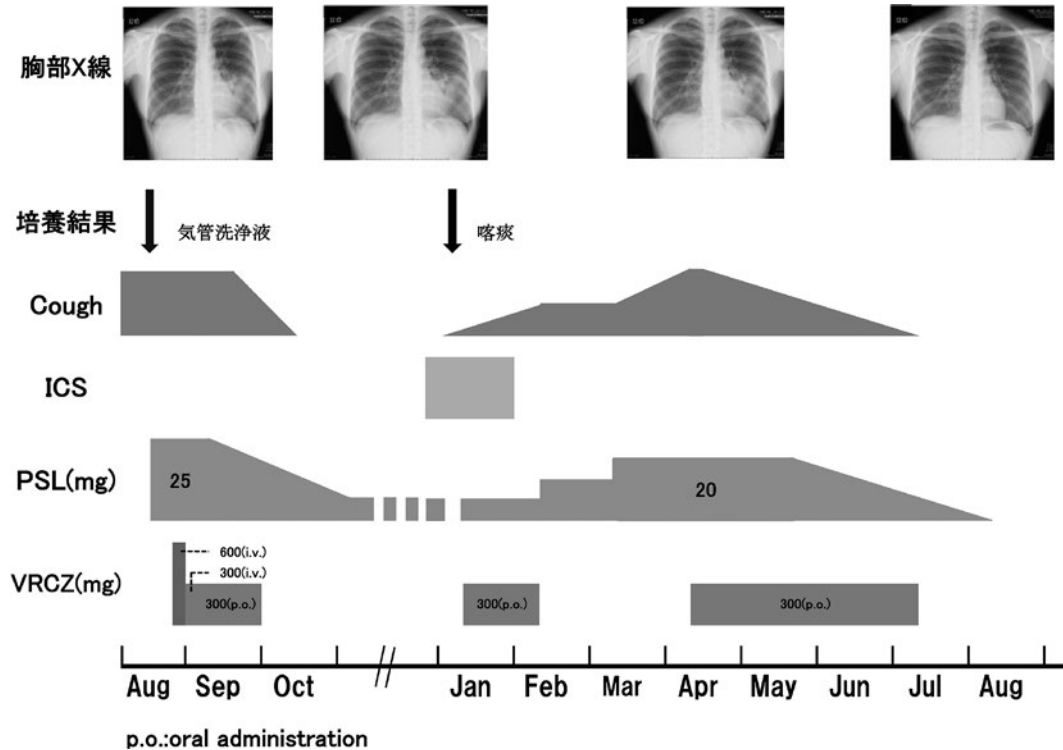 胸部X線
培養結果
気管洗浄液
喀痰
Cough
ICS
PSL(mg)
25
20
VRCZ(mg)
600(i.v.)
300(i.v.)
300(p.o.)
300(p.o.)
300(p.o.)
Aug Sep Oct // Jan Feb Mar Apr May Jun Jul Aug
p.o.:oral administration